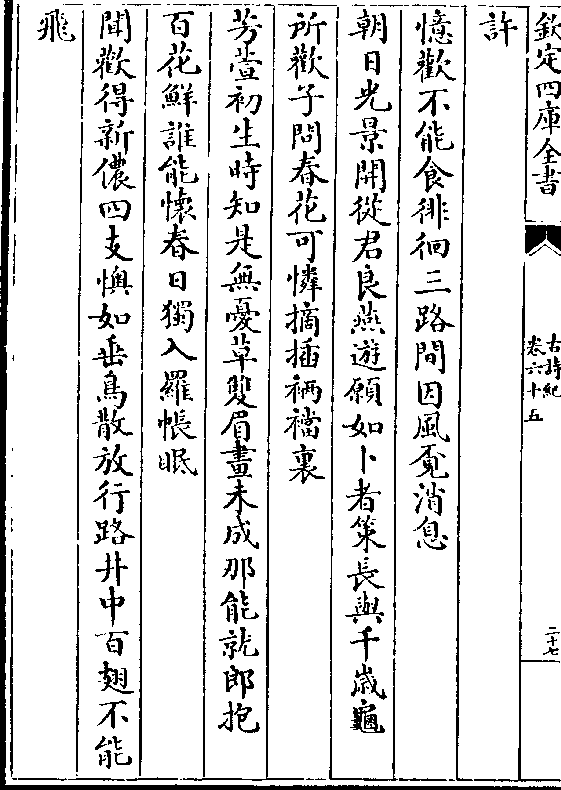 欽定四庫全書
古詩紀
卷六十五
二十七
許
憶歡不能食徘徊三路間因風覓消息
朝日光景開從君良燕遊願如卜者策長與千歲龜
所歡子問春花可憐摘插裲襠裏
芳萱初生時知是無憂草雙眉畫未成那能就郎抱
百花鮮誰能懷春日獨入羅帳眠
聞歡得新儂四支懊如垂鳥散放行路井中百翅不能
飛